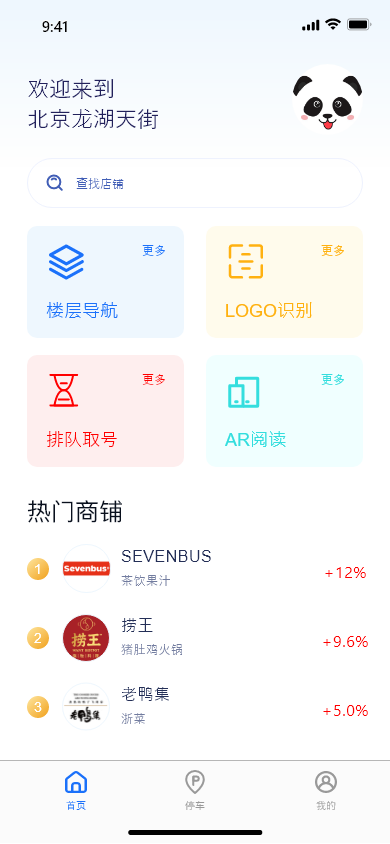 9:41
欢迎来到
北京龙湖天街
查找店铺
更多
楼层导航
更多
LOGO识别
更多
排队取号
更多
AR阅读
热门商铺
1
Sevenbus
SEVENBUS
茶饮果汁
+12%
2
捞王
捞王
猪肚鸡火锅
+9.6%
3
老鸭集
老鸭集
浙菜
+5.0%
首页
P
停车
我的